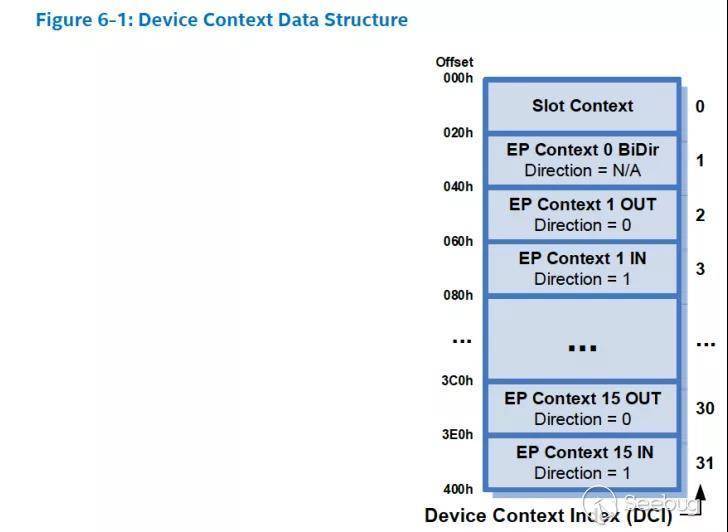 Figure 6-1: Device Context Data Structure
Offset
000h
Slot Context
0
020h
EP Context 0 BiDir
Direction = N/A
1
040h
EP Context 1 OUT
Direction = 0
2
060h
EP Context 1 IN
Direction = 1
3
080h
...
...
...
3C0h
EP Context 15 OUT
Direction = 0
30
3E0h
EP Context 15 IN
Direction = 1
31
400h
Seebug
Device Context Index (DCI)